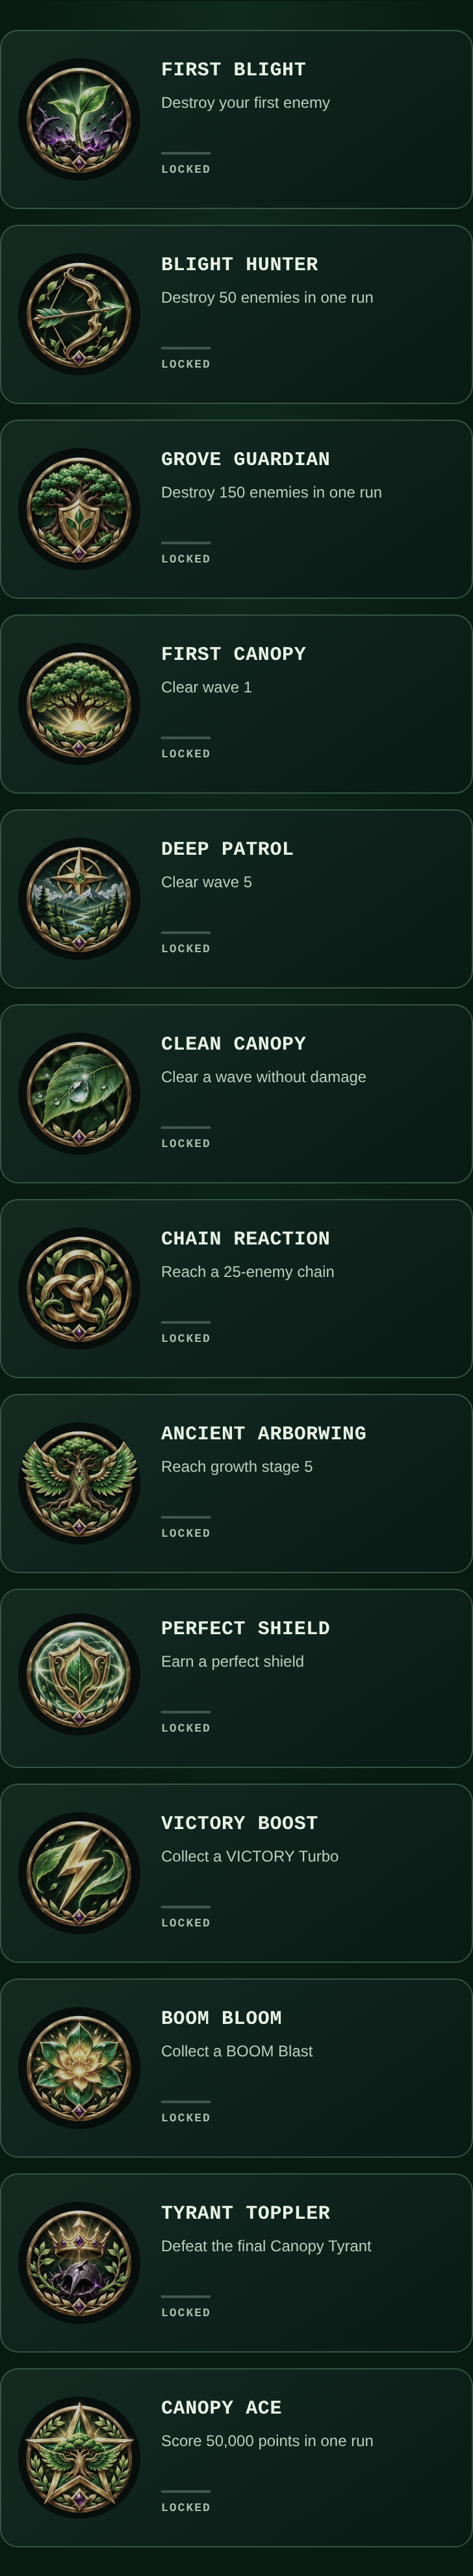 FIRST BLIGHT
Destroy your first enemy
LOCKED
BLIGHT HUNTER
Destroy 50 enemies in one run
LOCKED
GROVE GUARDIAN
Destroy 150 enemies in one run
LOCKED
FIRST CANOPY
Clear wave 1
LOCKED
DEEP PATROL
Clear wave 5
LOCKED
CLEAN CANOPY
Clear a wave without damage
LOCKED
CHAIN REACTION
Reach a 25-enemy chain
LOCKED
ANCIENT ARBORWING
Reach growth stage 5
LOCKED
PERFECT SHIELD
Earn a perfect shield
LOCKED
VICTORY BOOST
Collect a VICTORY Turbo
LOCKED
BOOM BLOOM
Collect a BOOM Blast
LOCKED
TYRANT TOPPLER
Defeat the final Canopy Tyrant
LOCKED
CANOPY ACE
Score 50,000 points in one run
LOCKED